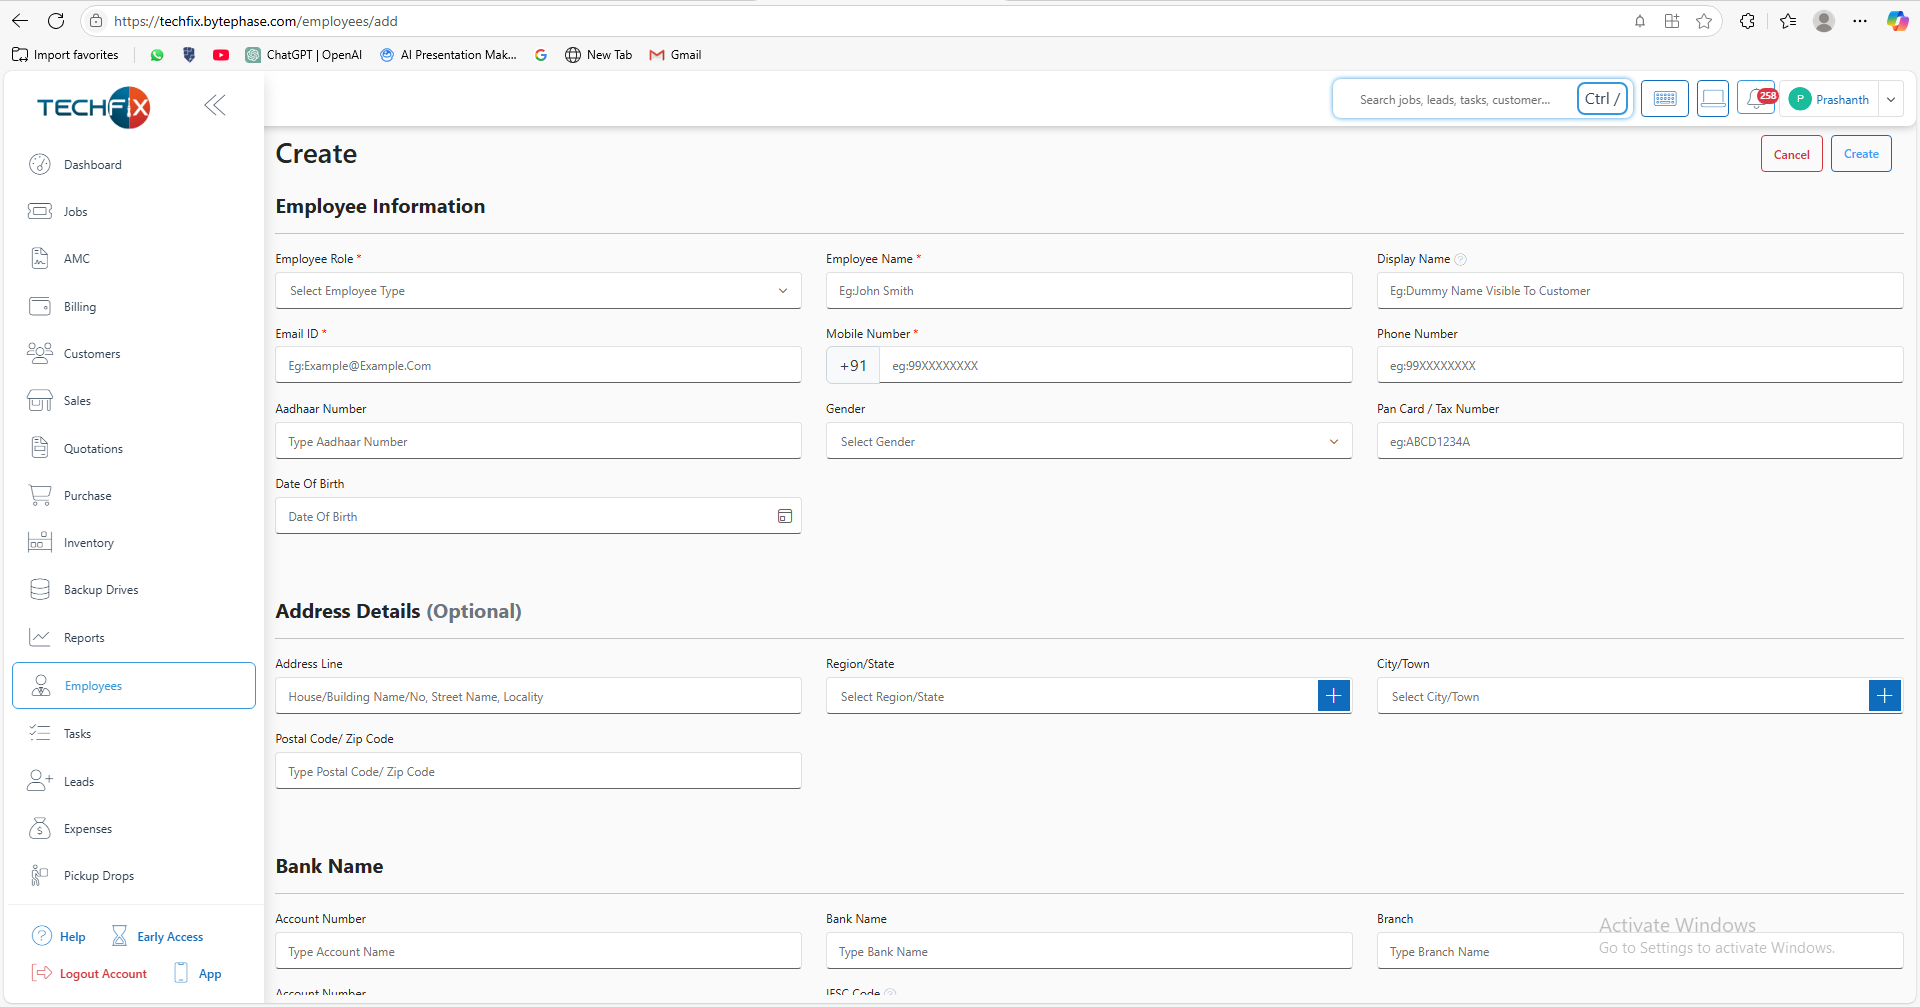 https://techfix.bytephase.com/employees/add
Import favorites
ChatGPT | OpenAI
AI Presentation Mak...
New Tab
Gmail
TECHFIX
Search jobs, leads, tasks, customer...
Ctrl /
258
P
Prashanth
Dashboard
Jobs
AMC
Billing
Customers
Sales
Quotations
Purchase
Inventory
Backup Drives
Reports
Employees
Tasks
Leads
Expenses
Pickup Drops
Help
Early Access
Logout Account
App
Create
Cancel
Create
Employee Information
Employee Role *
Employee Name *
Display Name
Select Employee Type
Eg:John Smith
Eg:Dummy Name Visible To Customer
Email ID *
Mobile Number *
Phone Number
Eg:Example@Example.Com
+91
eg:99XXXXXXXX
eg:99XXXXXXXX
Aadhaar Number
Gender
Pan Card / Tax Number
Type Aadhaar Number
Select Gender
eg:ABCD1234A
Date Of Birth
Date Of Birth
Address Details (Optional)
Address Line
Region/State
City/Town
House/Building Name/No, Street Name, Locality
Select Region/State
Select City/Town
Postal Code/ Zip Code
Type Postal Code/ Zip Code
Bank Name
Account Number
Bank Name
Branch
Type Account Name
Type Bank Name
Type Branch Name
Account Number
IFSC Code
Activate Windows
Go to Settings to activate Windows.